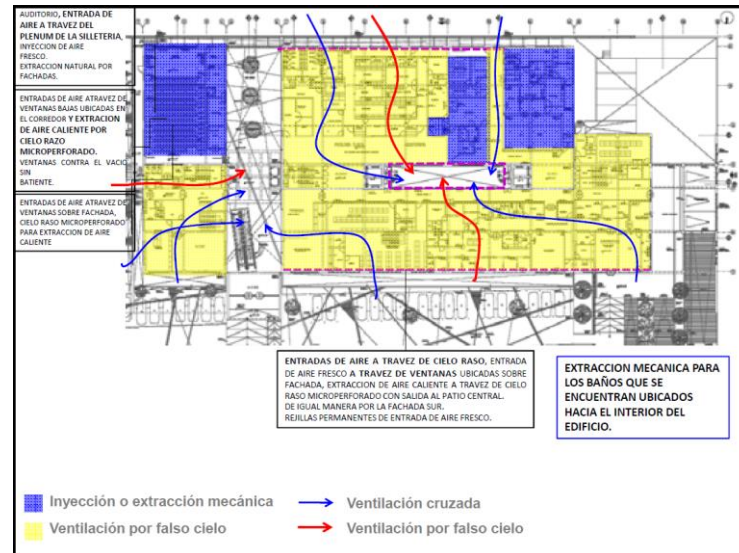 AUDITORIO, ENTRADA DE
AIRE A TRAVEZ DEL
PLENUM DE LA SILLETERIA,
INYECCION DE AIRE
FRESCO.
EXTRACCION NATURAL POR
FACHADAS.
ENTRADAS DE AIRE ATRAVEZ DE
VENTANAS BAJAS UBICADAS EN
EL CORREDOR Y EXTRACION
DE AIRE CALIENTE POR
CIELO RAZO
MICROPERFORADO.
VENTANAS CONTRA EL VACIO
SIN
BATIENTE.
ENTRADAS DE AIRE ATRAVEZ DE
VENTANAS SOBRE FACHADA,
CIELO RASO MICROPERFORADO
PARA EXTRACCION DE AIRE
CALIENTE
ENTRADAS DE AIRE A TRAVEZ DE CIELO RASO, ENTRADA
DE AIRE FRESCO A TRAVEZ DE VENTANAS UBICADAS SOBRE
FACHADA, EXTRACCION DE AIRE CALIENTE A TRAVEZ DE CIELO
RASO MICROPERFORADO CON SALIDA AL PATIO CENTRAL.
DE IGUAL MANERA POR LA FACHADA SUR.
REJILLAS PERMANENTES DE ENTRADA DE AIRE FRESCO.
EXTRACCION MECANICA PARA
LOS BAÑOS QUE SE
ENCUENTRAN UBICADOS
HACIA EL INTERIOR DEL
EDIFICIO.
Inyección o extracción mecánica
Ventilación cruzada
Ventilación por falso cielo
Ventilación por falso cielo